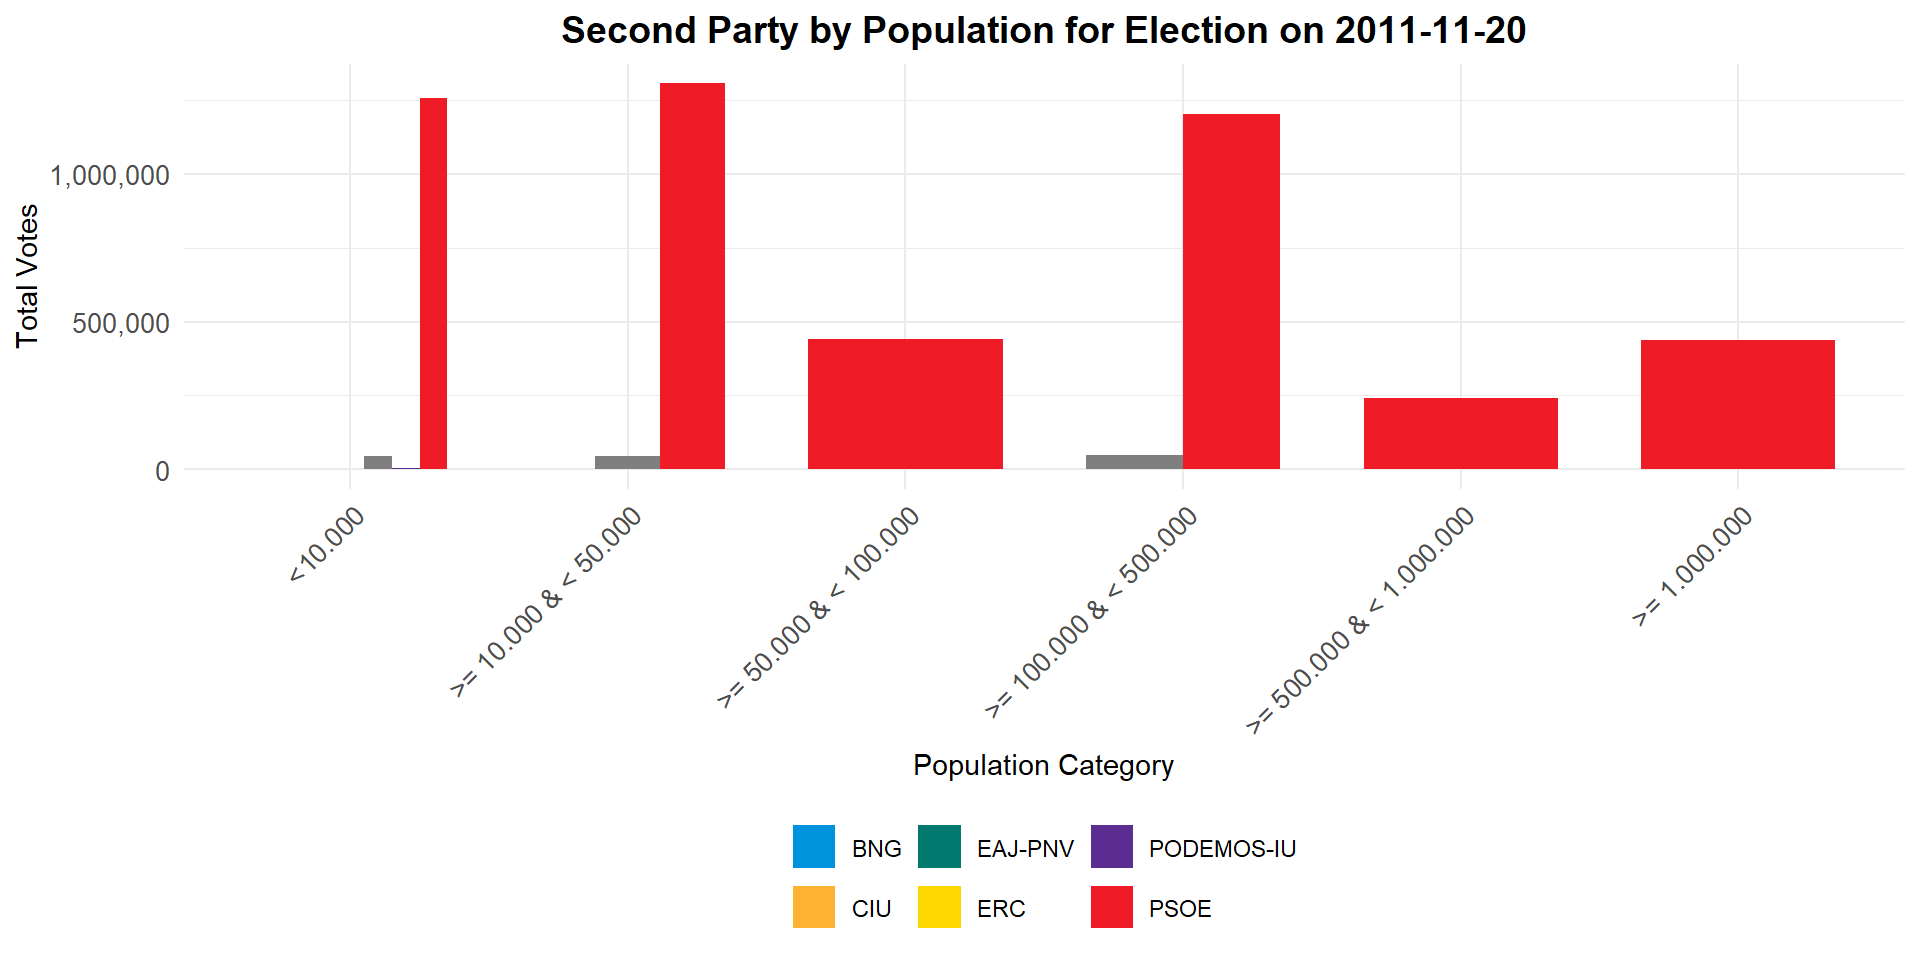 Second Party by Population for Election on 2011-11-20
Total Votes
1,000,000
500,000
0
<10.000
>= 10.000 & < 50.000
>= 50.000 & < 100.000
>= 100.000 & < 500.000
>= 500.000 & < 1.000.000
>= 1.000.000
Population Category
BNG EAJ-PNV PODEMOS-IU
CIU ERC PSOE